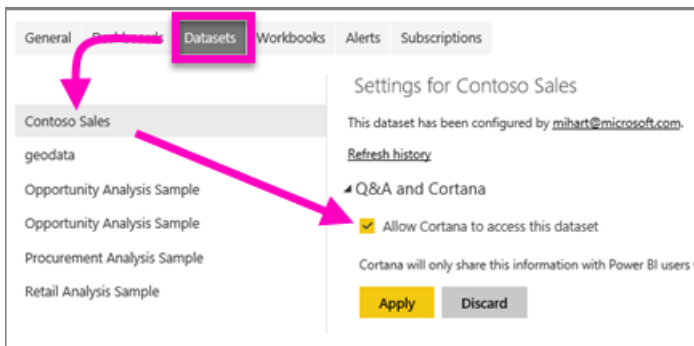 General Dashboards Datasets Workbooks Alerts Subscriptions
Settings for Contoso Sales
Contoso Sales
This dataset has been configured by mihart@microsoft.com.
geodata
Refresh history
Opportunity Analysis Sample
Q&A and Cortana
Opportunity Analysis Sample
Allow Cortana to access this dataset
Procurement Analysis Sample
Cortana will only share this information with Power BI users
Retail Analysis Sample
Apply Discard